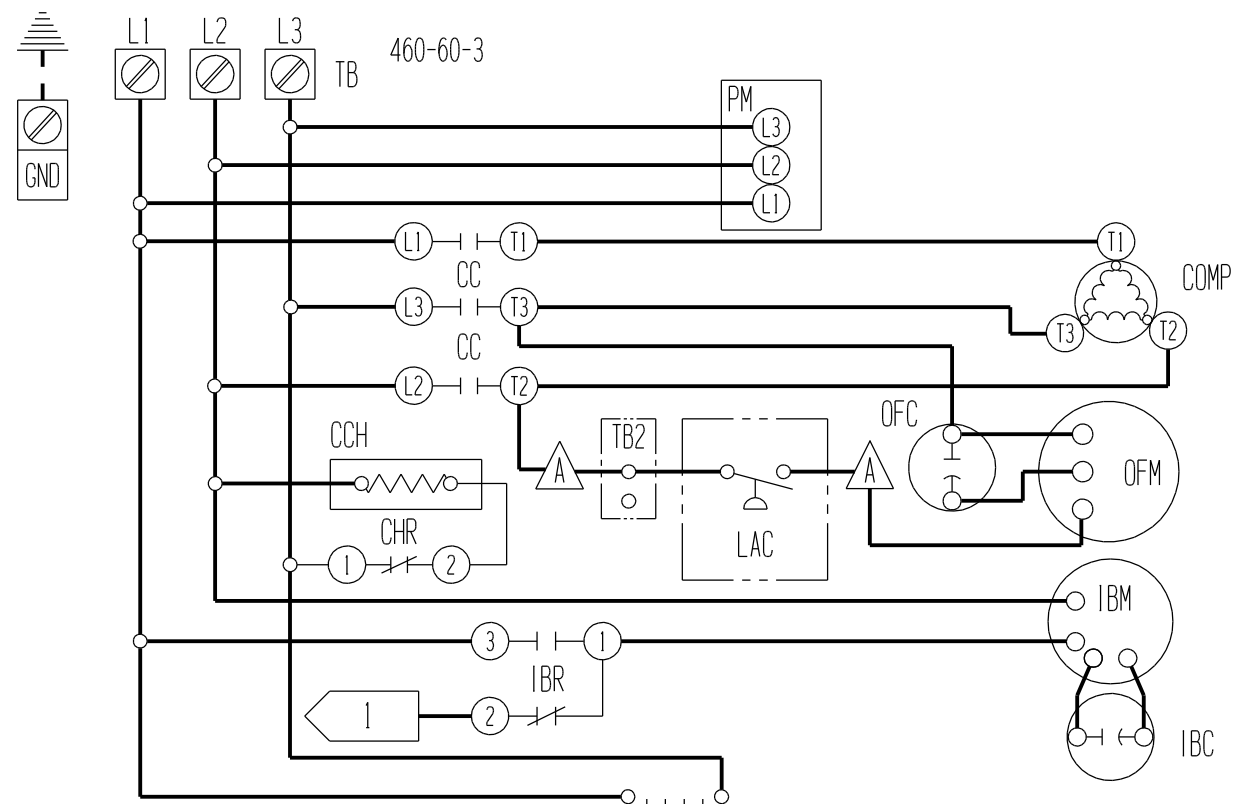 L1 L2 L3
460-60-3
TB
GND
PM
L3
L2
L1
L1 T1 T1
CC
COMP
L3 T3 T3 T2
CC
L2 T2
OFC
CCH
TB2
A A
OFM
CHR
LAC
1 2
IBM
3 1
IBR
1 2
IBC